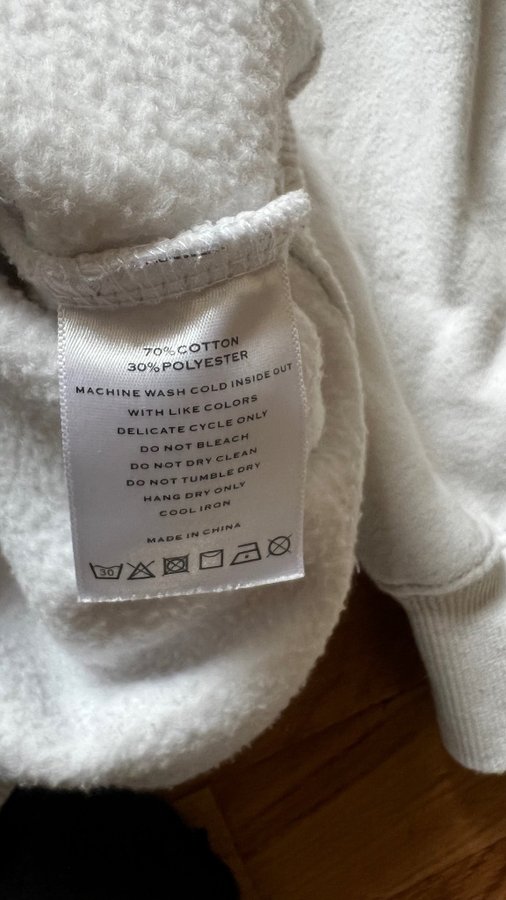 70% COTTON
30% POLYESTER
MACHINE WASH COLD INSIDE OUT
WITH LIKE COLORS
DELICATE CYCLE ONLY
DO NOT BLEACH
DO NOT DRY CLEAN
DO NOT TUMBLE DRY
HANG DRY ONLY
COOL IRON
MADE IN CHINA
30